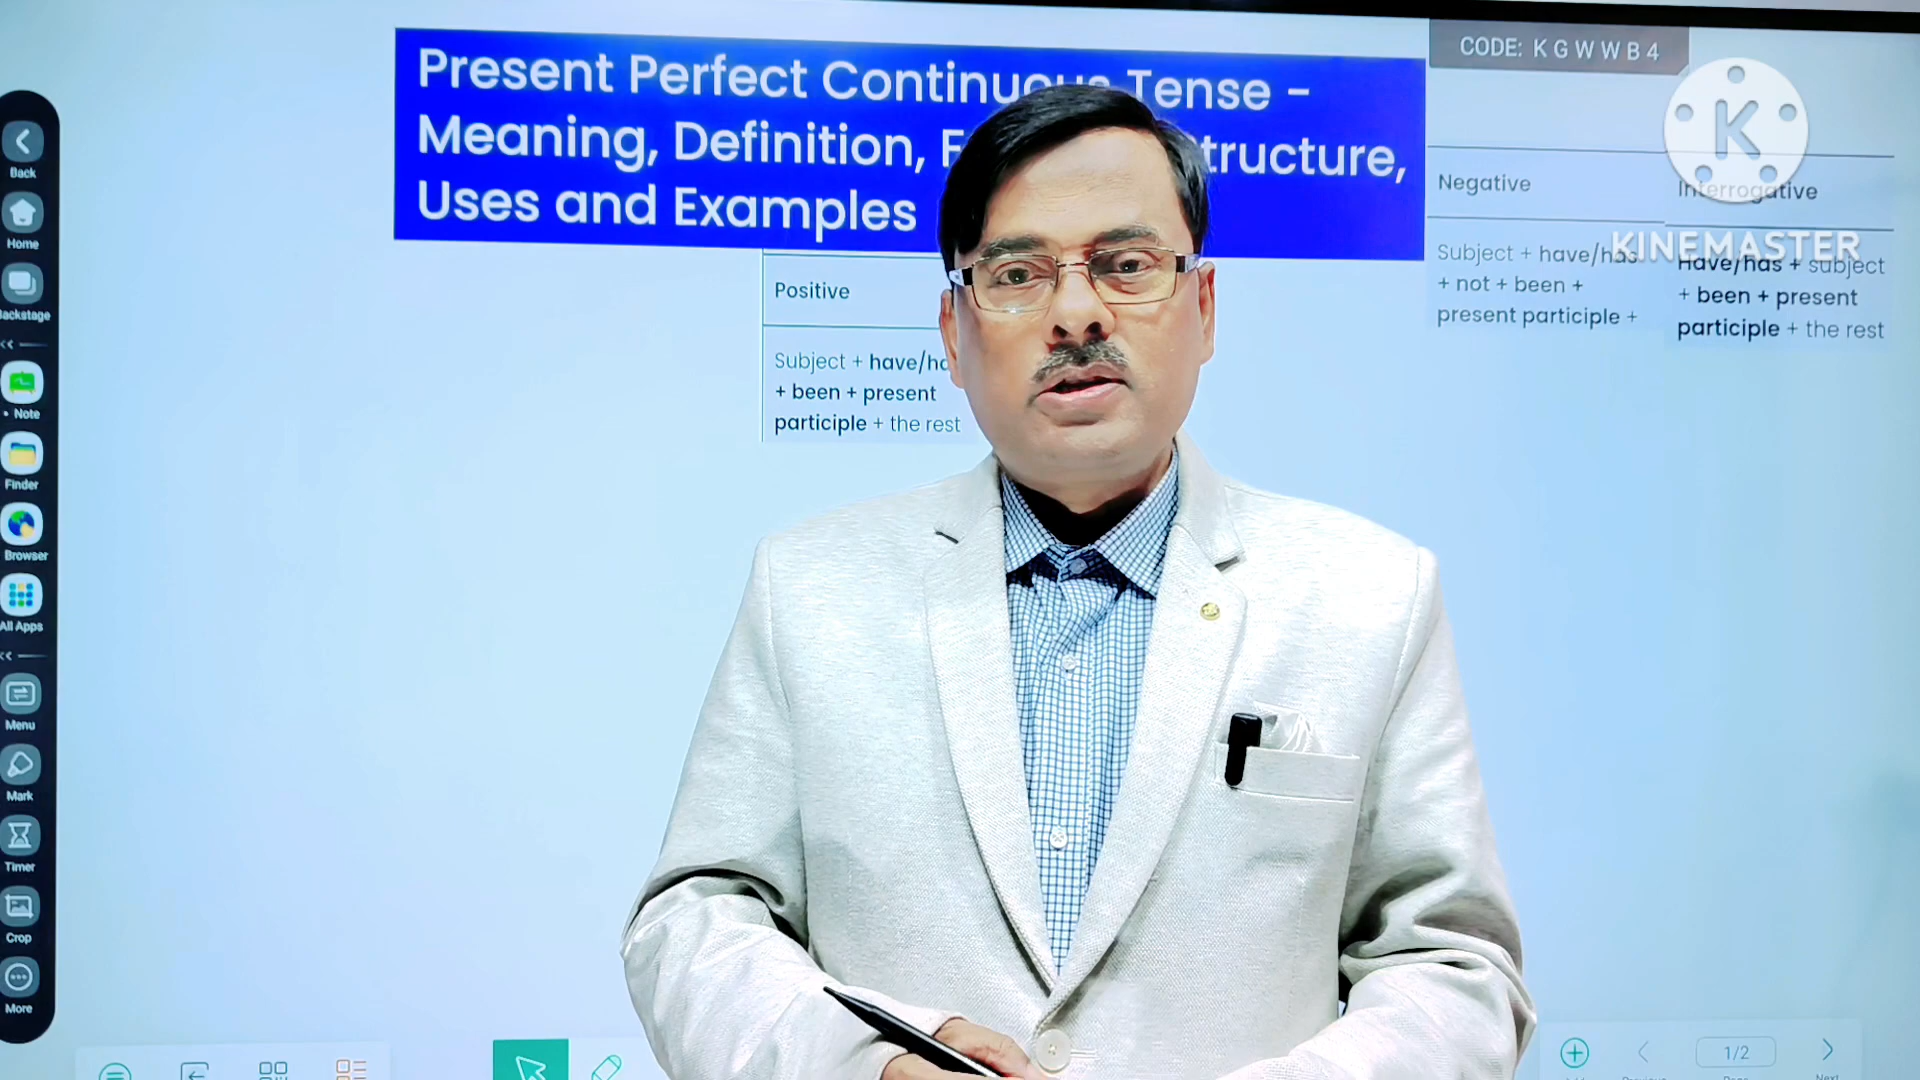 CODE: K G W W B 4
Present Perfect Continuous Tense -
Meaning, Definition, F tructure,
Uses and Examples
K
KINEMASTER
Back
Home
Backstage
Note
Finder
Browser
All Apps
Menu
Mark
Timer
Crop
More
Positive
Subject + have/ha
+ been + present
participle + the rest
Negative
Subject + have/has
+ not + been +
present participle +
Interrogative
Have/has + subject
+ been + present
participle + the rest
1/2